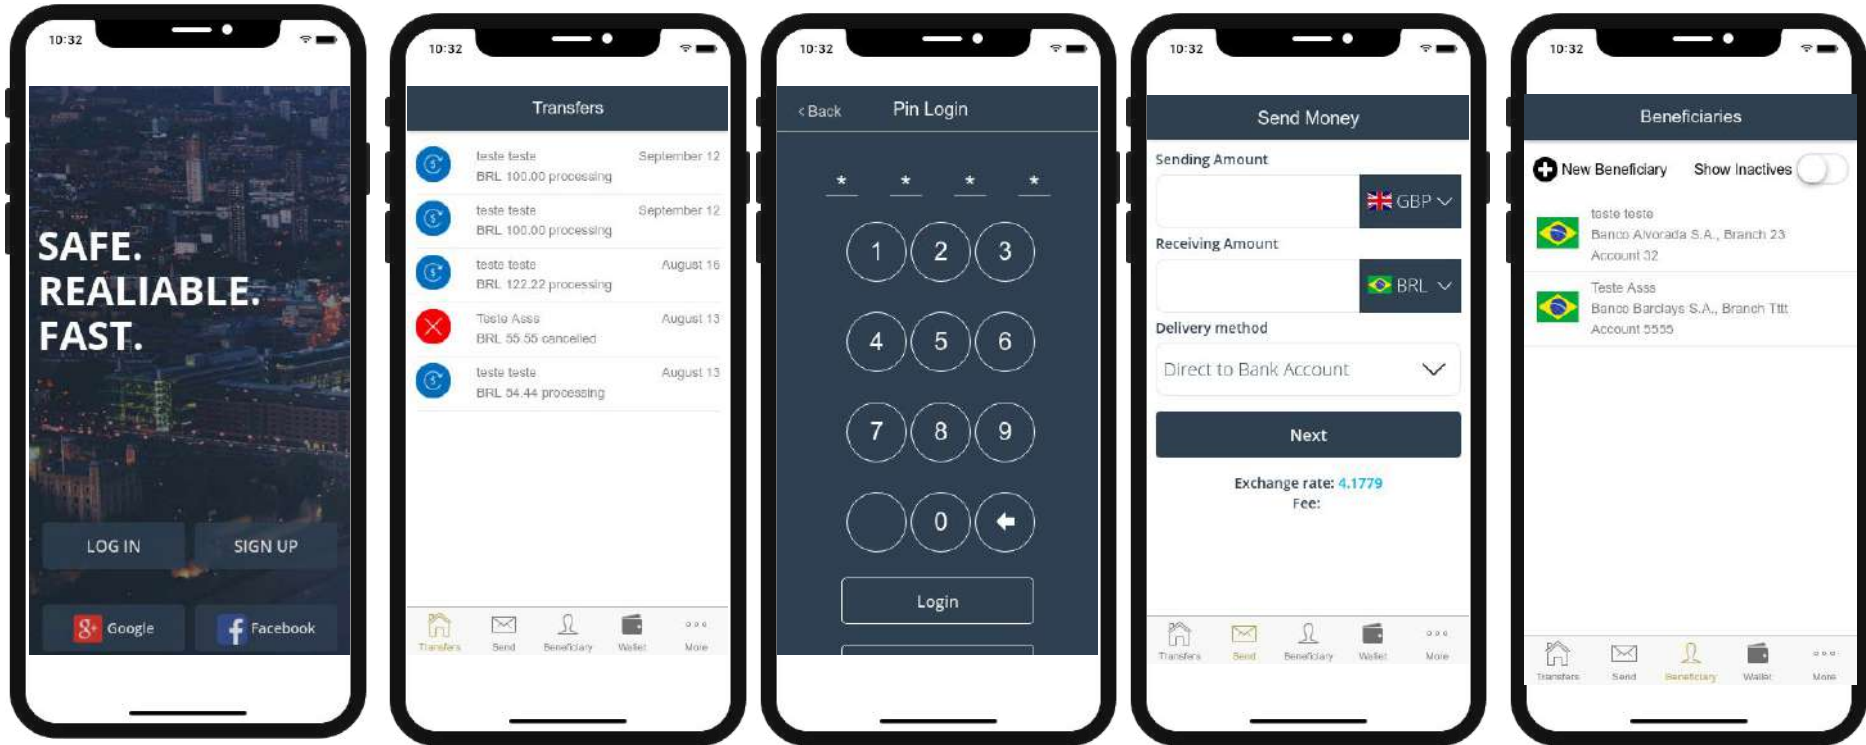 10:32
SAFE.
REALIABLE.
FAST.
LOG IN
SIGN UP
Google
Facebook
10:32
Transfers
teste teste September 12
BRL 100.00 processing
teste teste September 12
BRL 100.00 processing
teste teste August 16
BRL 122.22 processing
Teste Asss August 13
BRL 55.55 cancelled
teste teste August 13
BRL 54.44 processing
Transfers Send Beneficiary Wallet More
10:32
< Back Pin Login
* * * *
1 2 3
4 5 6
7 8 9
0
Login
10:32
Send Money
Sending Amount
GBP
Receiving Amount
BRL
Delivery method
Direct to Bank Account
Next
Exchange rate: 4.1779
Fee:
Transfers Send Beneficiary Wallet More
10:32
Beneficiaries
New Beneficiary Show Inactives
teste teste
Banco Alvorada S.A., Branch 23
Account 32
Teste Asss
Banco Barclays S.A., Branch Tttt
Account 5555
Transfers Send Beneficiary Wallet More